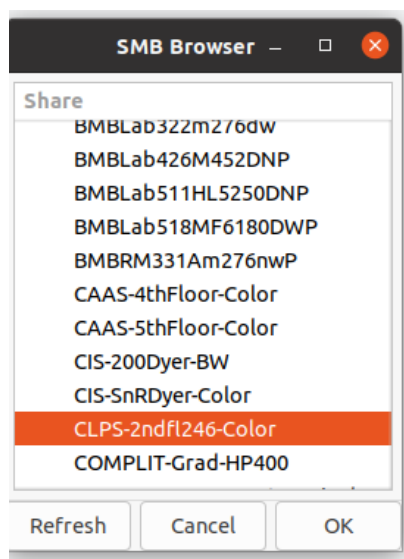 SMB Browser
Share
BMBLab322m276dw
BMBLab426M452DNP
BMBLab511HL5250DNP
BMBLab518MF6180DWP
BMBRM331Am276nwP
CAAS-4thFloor-Color
CAAS-5thFloor-Color
CIS-200Dyer-BW
CIS-SnRDyer-Color
CLPS-2ndfl246-Color
COMPLIT-Grad-HP400
Refresh Cancel OK